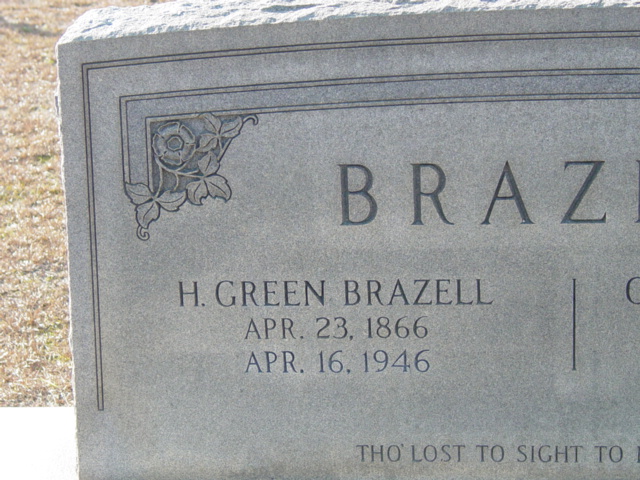 BRAZ
H. GREEN BRAZELL
APR. 23, 1866
APR. 16, 1946
THO' LOST TO SIGHT TO